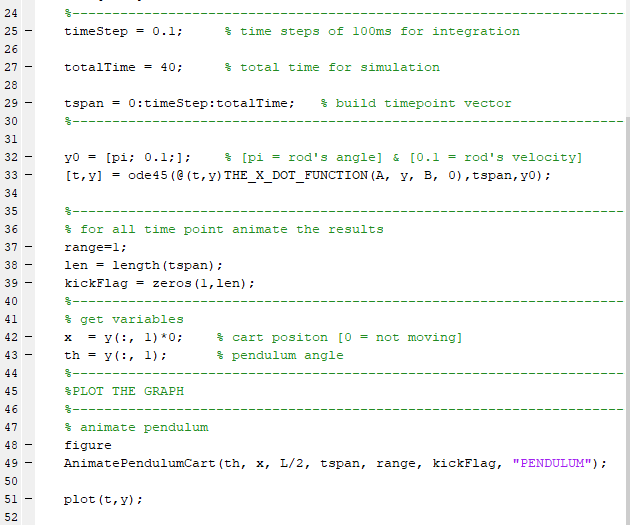 24 %-----------------------------------------------------------------------
25 – timeStep = 0.1; % time steps of 100ms for integration
26
27 – totalTime = 40; % total time for simulation
28
29 – tspan = 0:timeStep:totalTime; % build timepoint vector
30 %-----------------------------------------------------------------------
31
32 – y0 = [pi; 0.1;]; % [pi = rod's angle] & [0.1 = rod's velocity]
33 – [t,y] = ode45(@(t,y)THE_X_DOT_FUNCTION(A, y, B, 0),tspan,y0);
34
35 %-----------------------------------------------------------------------
36 % for all time point animate the results
37 – range=1;
38 – len = length(tspan);
39 – kickFlag = zeros(1,len);
40 %-----------------------------------------------------------------------
41 % get variables
42 – x = y(:, 1)*0; % cart positon [0 = not moving]
43 – th = y(:, 1); % pendulum angle
44 %-----------------------------------------------------------------------
45 %PLOT THE GRAPH
46 %-----------------------------------------------------------------------
47 % animate pendulum
48 – figure
49 – AnimatePendulumCart(th, x, L/2, tspan, range, kickFlag, "PENDULUM");
50
51 – plot(t,y);
52